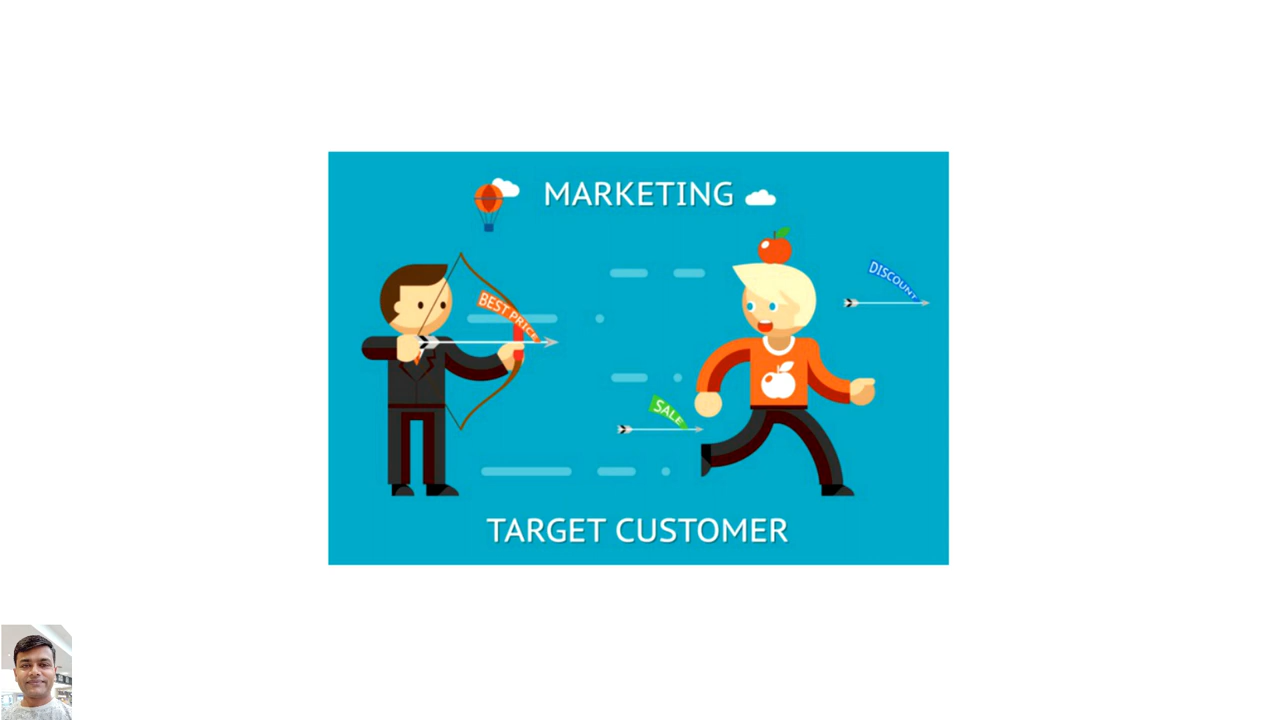 MARKETING
DISCOUNT
BEST PRICE
SALE
TARGET CUSTOMER